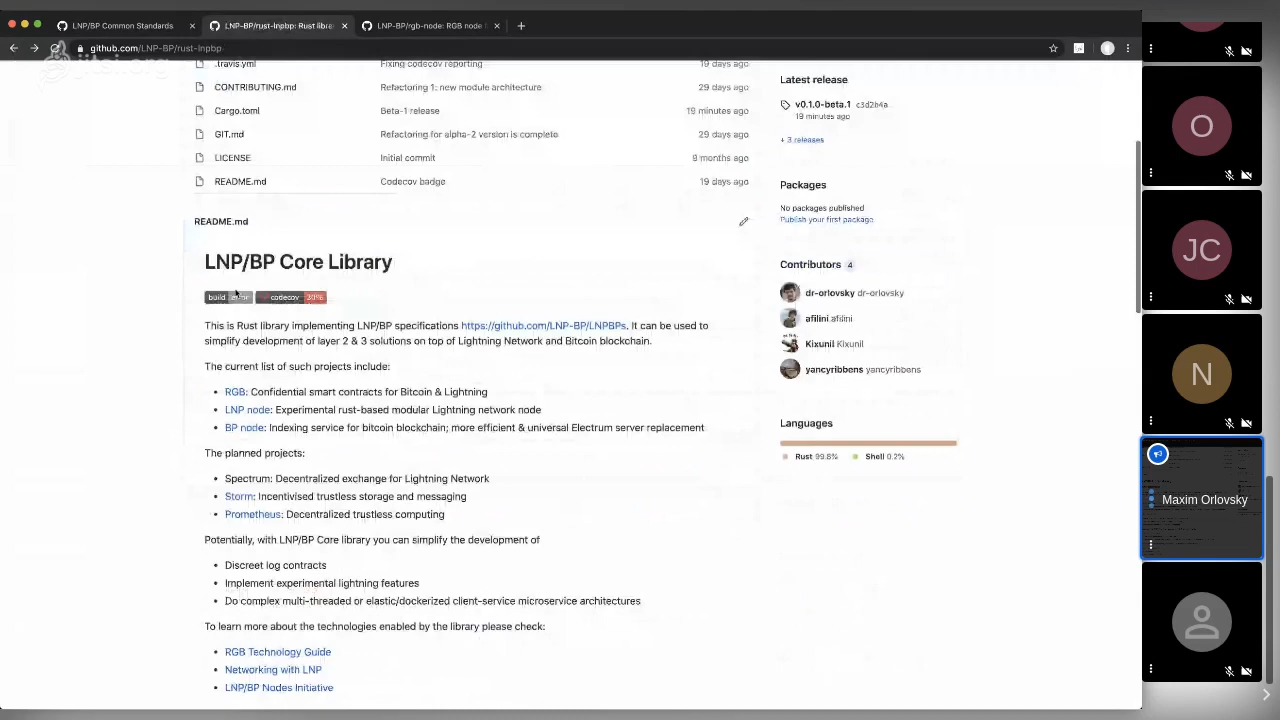 LNP/BP Common Standards
LNP-BP/rust-lnpbp: Rust libra
LNP-BP/rgb-node: RGB node
github.com/LNP-BP/rust-lnpbp
jitsi.org
.travis.yml Fixing codecov reporting 19 days ago
CONTRIBUTING.md Refactoring 1: new module architecture 29 days ago
Cargo.toml Beta-1 release 19 minutes ago
GIT.md Refactoring for alpha-2 version is complete 29 days ago
LICENSE Initial commit 9 months ago
README.md Codecov badge 19 days ago
README.md
LNP/BP Core Library
build error codecov 30%
This is Rust library implementing LNP/BP specifications https://github.com/LNP-BP/LNPBPs. It can be used to
simplify development of layer 2 & 3 solutions on top of Lightning Network and Bitcoin blockchain.
The current list of such projects include:
• RGB: Confidential smart contracts for Bitcoin & Lightning
• LNP node: Experimental rust-based modular Lightning network node
• BP node: Indexing service for bitcoin blockchain; more efficient & universal Electrum server replacement
The planned projects:
• Spectrum: Decentralized exchange for Lightning Network
• Storm: Incentivised trustless storage and messaging
• Prometheus: Decentralized trustless computing
Potentially, with LNP/BP Core library you can simplify the development of
• Discreet log contracts
• Implement experimental lightning features
• Do complex multi-threaded or elastic/dockerized client-service microservice architectures
To learn more about the technologies enabled by the library please check:
• RGB Technology Guide
• Networking with LNP
• LNP/BP Nodes Initiative
Latest release
v0.1.0-beta.1 c3d2b4a
19 minutes ago
+ 3 releases
Packages
No packages published
Publish your first package
Contributors 4
dr-orlovsky dr-orlovsky
afilini afilini
Kixunil Kixunil
yancyribbens yancyribbens
Languages
Rust 99.8% Shell 0.2%
O
JC
N
Maxim Orlovsky